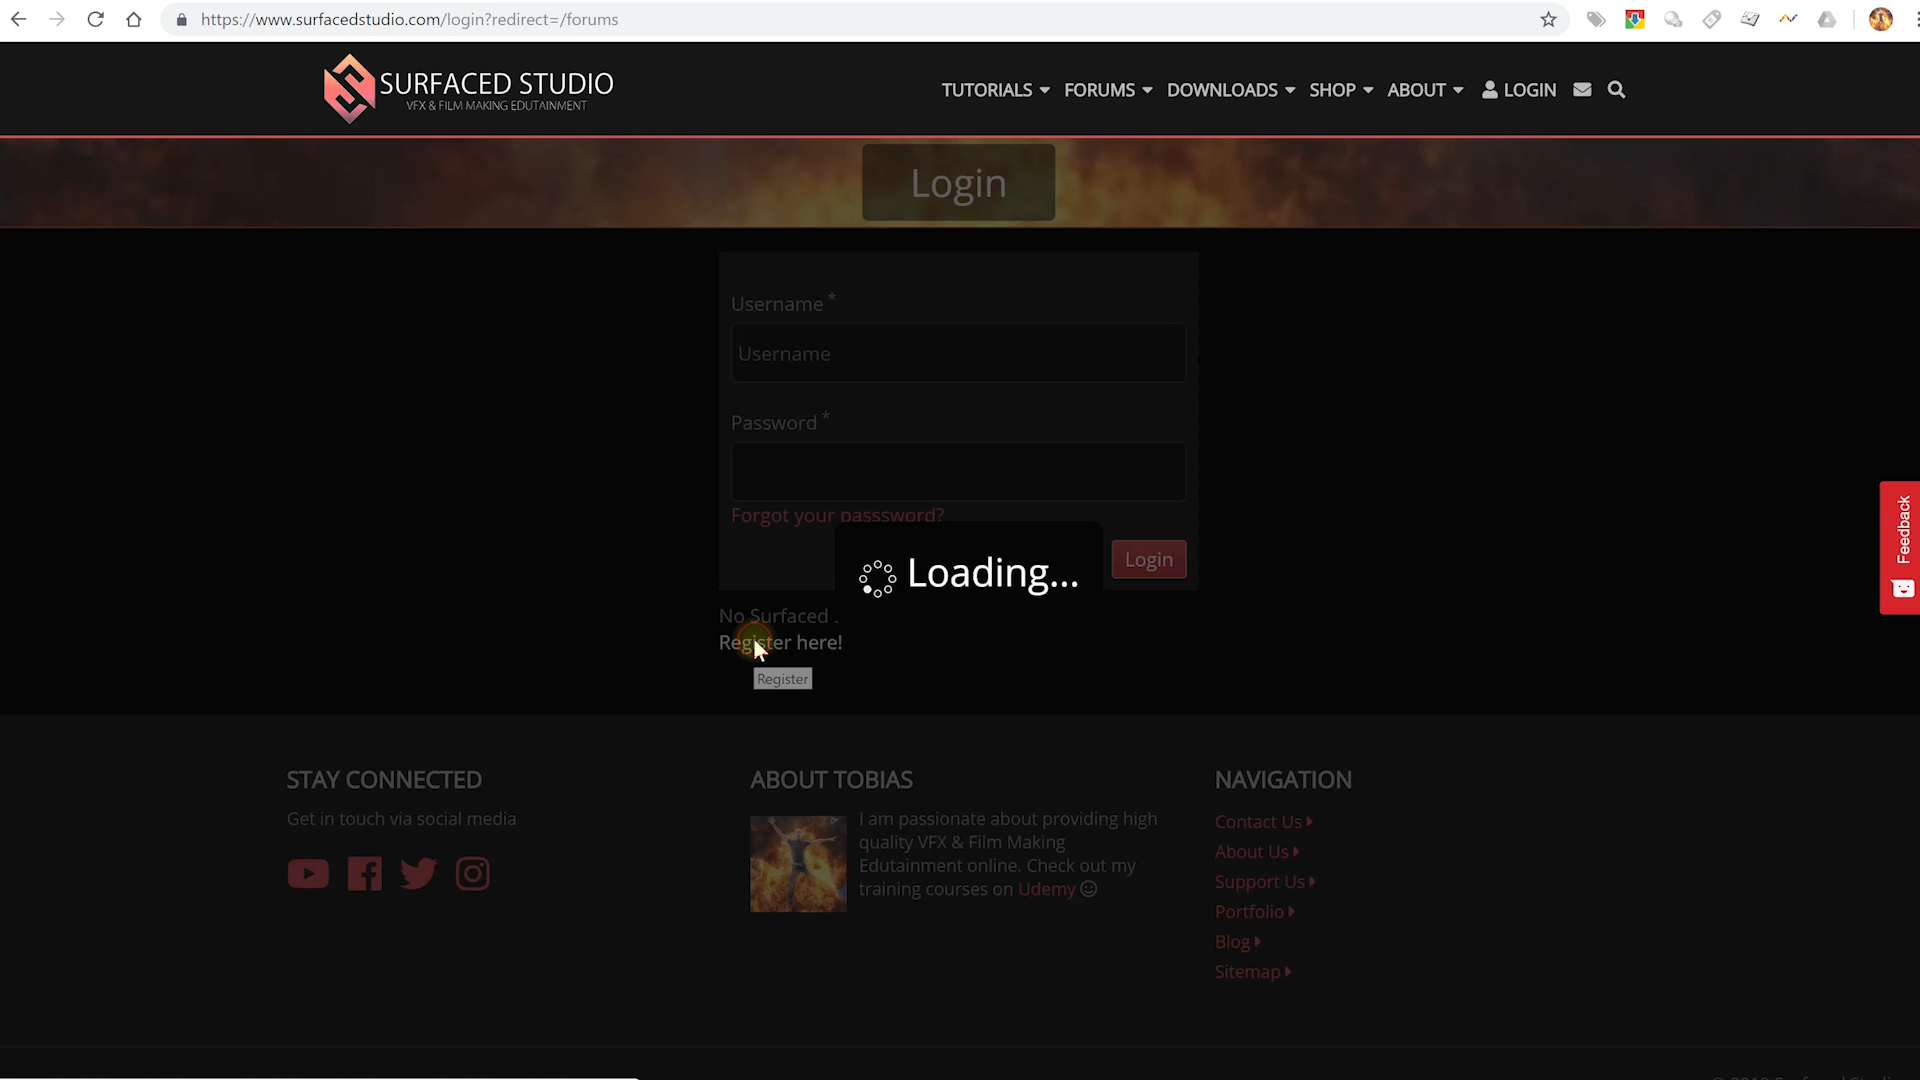 https://www.surfacedstudio.com/login?redirect=/forums
SURFACED STUDIO
VFX & FILM MAKING EDUTAINMENT
TUTORIALS FORUMS DOWNLOADS SHOP ABOUT LOGIN
Login
Username *
Username
Password *
Forgot your passsword?
Login
Loading...
No Surfaced
Register here!
Register
Feedback
STAY CONNECTED
Get in touch via social media
ABOUT TOBIAS
I am passionate about providing high
quality VFX & Film Making
Edutainment online. Check out my
training courses on Udemy
NAVIGATION
Contact Us
About Us
Support Us
Portfolio
Blog
Sitemap